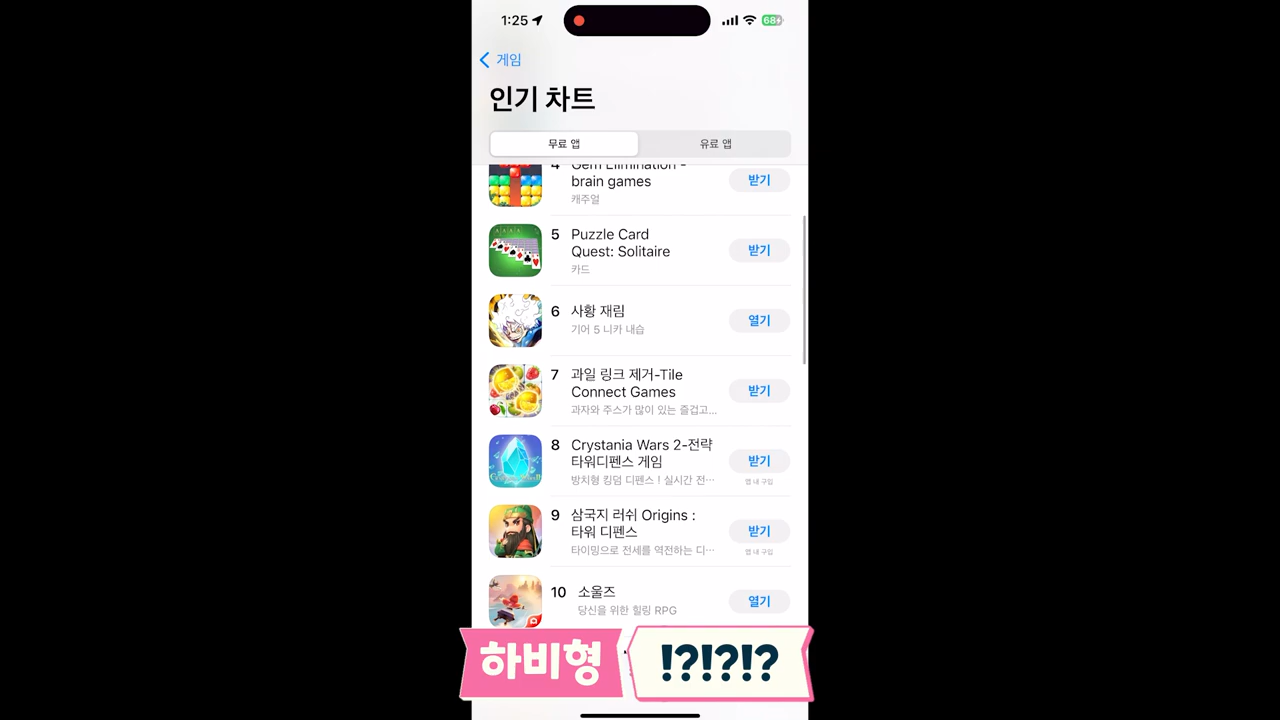 1:25
68
게임
인기 차트
무료 앱
유료 앱
4 Gem Elimination -
brain games
캐주얼
받기
5 Puzzle Card
Quest: Solitaire
카드
받기
6 사황 재림
기어 5 니카 내습
열기
7 과일 링크 제거-Tile
Connect Games
과자와 주스가 많이 있는 즐겁고...
받기
8 Crystania Wars 2-전략
타워디펜스 게임
방치형 킹덤 디펜스 ! 실시간 전…
받기
앱 내 구입
9 삼국지 러쉬 Origins :
타워 디펜스
타이밍으로 전세를 역전하는 디…
받기
앱 내 구입
10 소울즈
당신을 위한 힐링 RPG
열기
하비형
!?!?!?